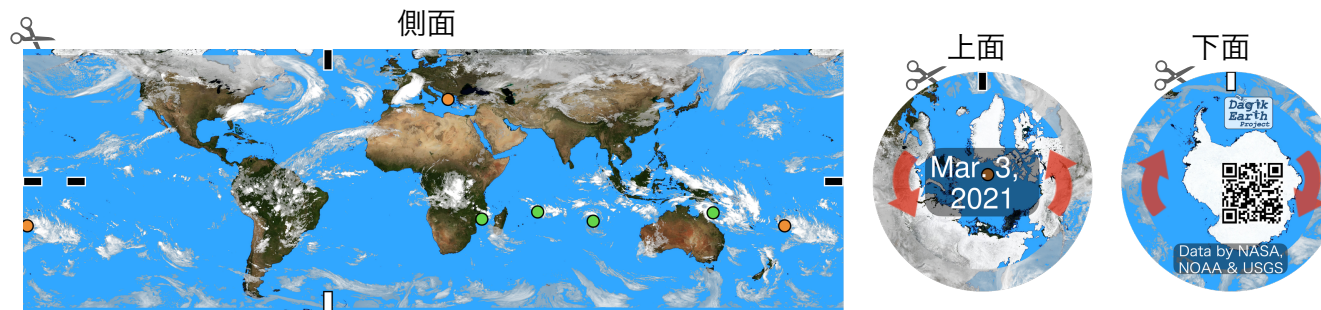 側面
上面
Mar. 3,
2021
下面
Dagik
Earth
Project
Data by NASA,
NOAA & USGS